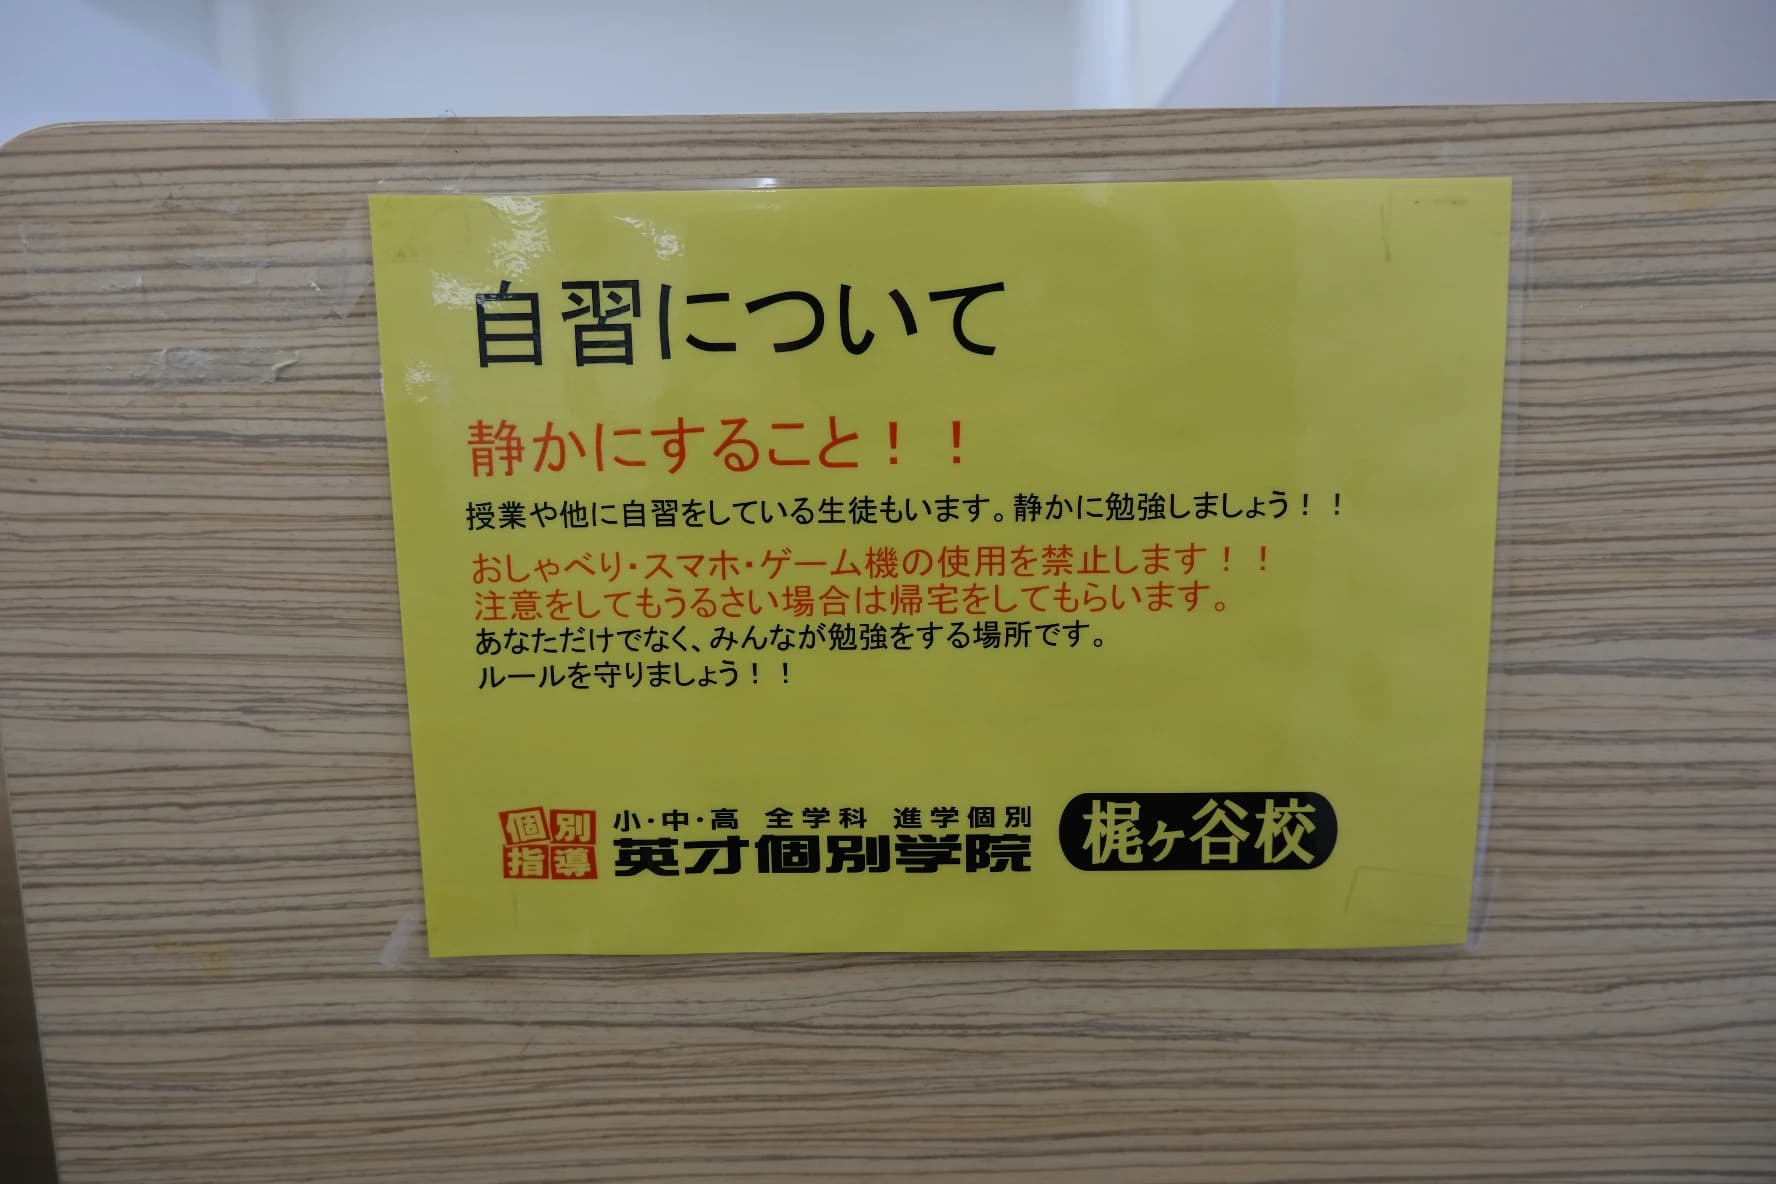 自習について
静かにすること！！
授業や他に自習をしている生徒もいます。静かに勉強しましょう！！
おしゃべり・スマホ・ゲーム機の使用を禁止します！！
注意をしてもうるさい場合は帰宅をしてもらいます。
あなただけでなく、みんなが勉強をする場所です。
ルールを守りましょう！！
個別
指導
小・中・高 全学科 進学個別
英才個別学院
梶ヶ谷校